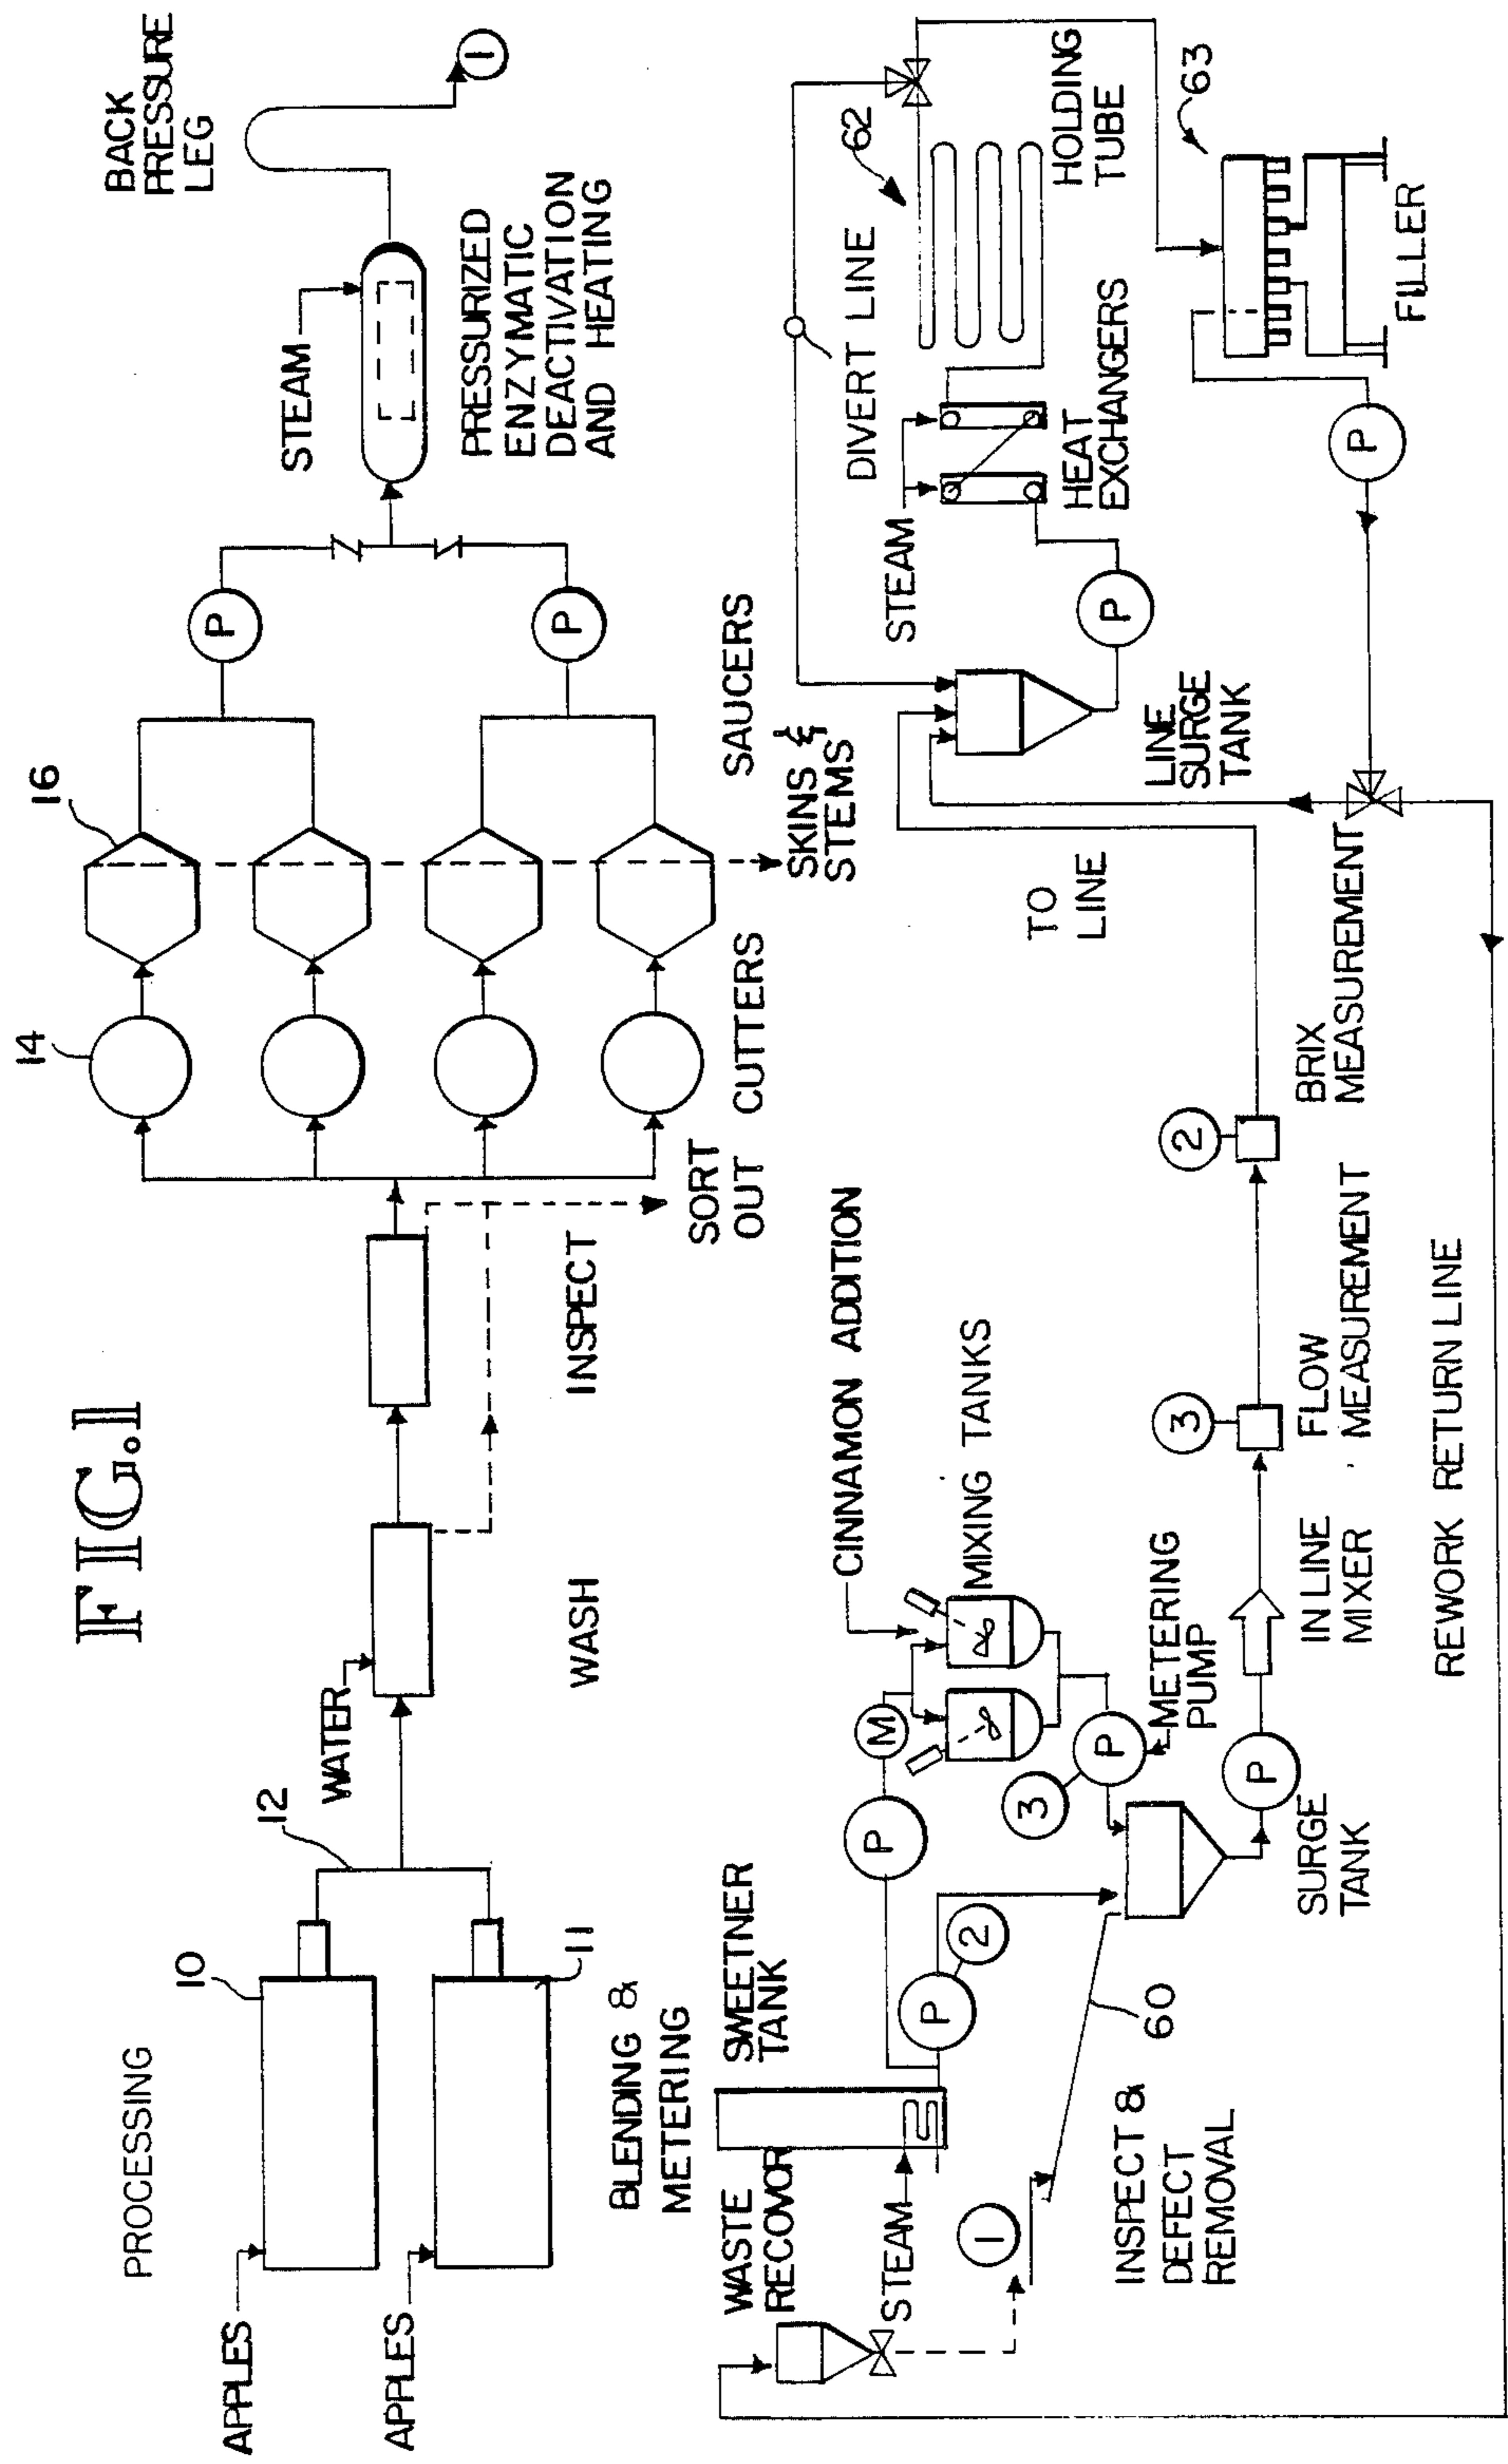 FIG.1
PROCESSING
APPLES
APPLES
10
11
12
WATER
WASH
INSPECT
SORT
OUT
14
CUTTERS
16
SAUCERS
SKINS &
STEMS
P
P
STEAM
PRESSURIZED
ENZYMATIC
DEACTIVATION
AND HEATING
BACK
PRESSURE
LEG
1
BLENDING &
METERING
WASTE
RECOVOR
STEAM
SWEETNER
TANK
1
INSPECT &
DEFECT
REMOVAL
60
P
2
P
M
CINNAMON ADDITION
MIXING TANKS
3
P
METERING
PUMP
SURGE
TANK
P
IN LINE
MIXER
3
FLOW
MEASUREMENT
2
BRIX
MEASUREMENT
TO
LINE
LINE
SURGE
TANK
P
STEAM
HEAT
EXCHANGERS
DIVERT LINE
62
HOLDING
TUBE
63
FILLER
P
REWORK RETURN LINE